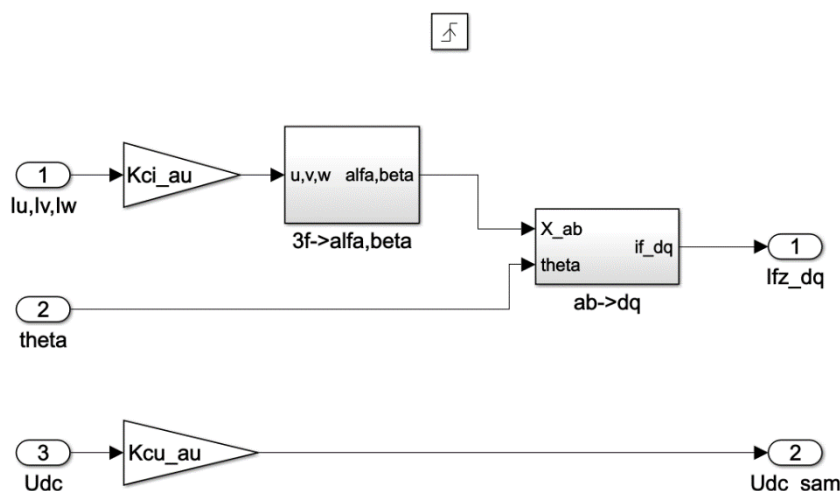 1
Iu,Iv,Iw
Kci_au
u,v,w alfa,beta
3f->alfa,beta
X_ab
theta
if_dq
ab->dq
1
Ifz_dq
2
theta
3
Udc
Kcu_au
2
Udc_sam